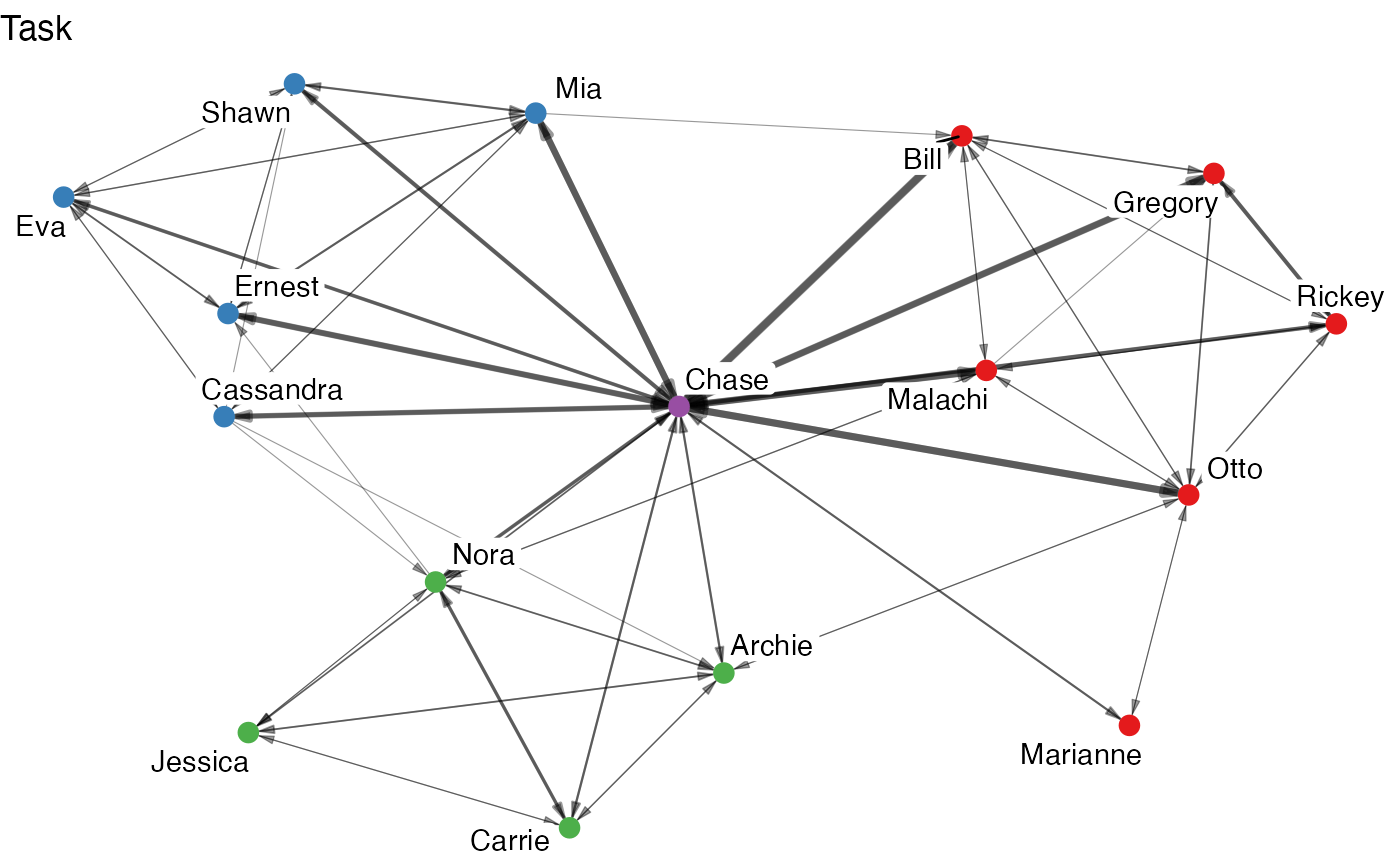 Task
Mia
Shawn
Bill
Gregory
Eva
Ernest
Rickey
Chase
Cassandra
Malachi
Otto
Nora
Archie
Marianne
Jessica
Carrie